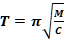 T = π√(M/C)